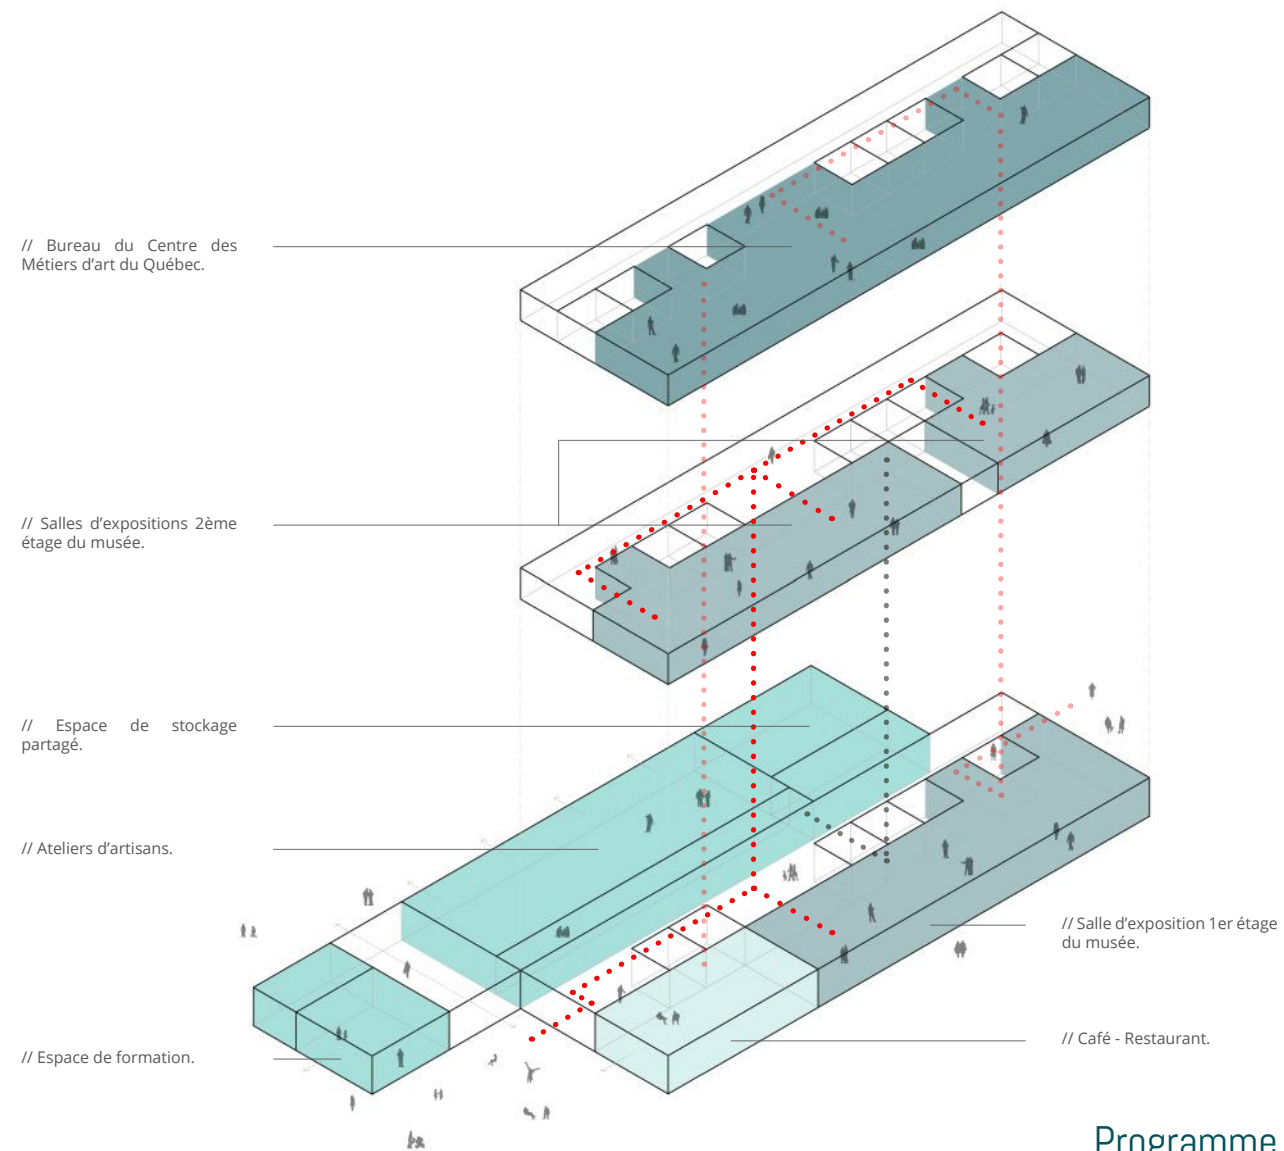 // Bureau du Centre des
Métiers d'art du Québec.
// Salles d'expositions 2ème
étage du musée.
// Espace de stockage
partagé.
// Ateliers d'artisans.
// Espace de formation.
// Salle d'exposition 1er étage
du musée.
// Café - Restaurant.
Programme